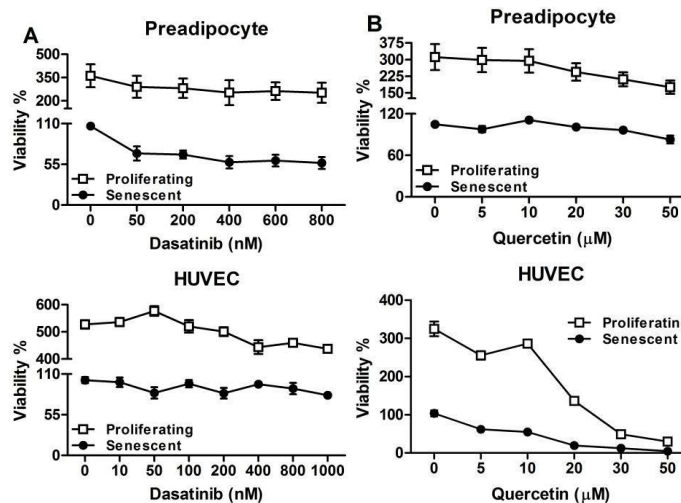 A
Preadipocyte
Viability %
500
350
200
110
55
0
Proliferating
Senescent
0 50 200 400 600 800
Dasatinib (nM)
B
Preadipocyte
Viability %
375
300
225
150
120
60
0
Proliferating
Senescent
0 5 10 20 30 50
Quercetin (μM)
HUVEC
Viability %
600
500
400
110
55
0
Proliferating
Senescent
0 10 50 100 200 400 800 1000
Dasatinib (nM)
HUVEC
Viability %
400
300
200
100
0
Proliferatin
Senescent
0 5 10 20 30 50
Quercetin (μM)